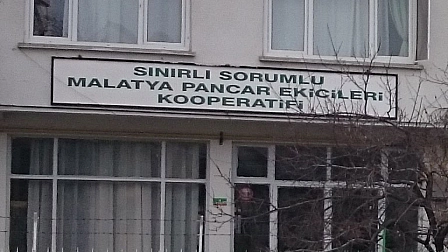 SINIRLI SORUMLU
MALATYA PANCAR EKİCİLERİ
KOOPERATİFİ